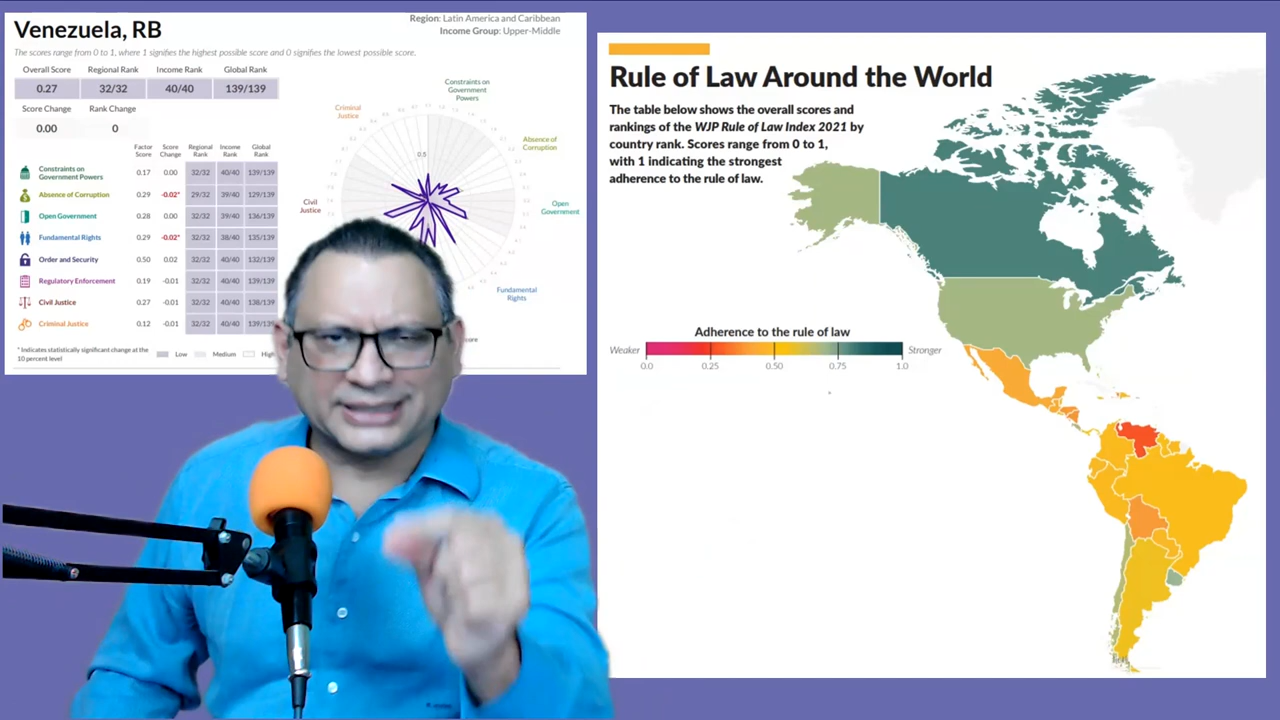 Venezuela, RB
Region: Latin America and Caribbean
Income Group: Upper-Middle
The scores range from 0 to 1, where 1 signifies the highest possible score and 0 signifies the lowest possible score.
Overall Score Regional Rank Income Rank Global Rank
0.27 32/32 40/40 139/139
Score Change Rank Change
0.00 0
Factor Score Score Change Regional Rank Income Rank Global Rank
Constraints on Government Powers 0.17 0.00 32/32 40/40 139/139
Absence of Corruption 0.29 -0.02* 29/32 39/40 129/139
Open Government 0.28 0.00 32/32 39/40 136/139
Fundamental Rights 0.29 -0.02* 32/32 38/40 135/139
Order and Security 0.50 0.02 32/32 40/40 132/139
Regulatory Enforcement 0.19 -0.01 32/32 40/40 139/139
Civil Justice 0.27 -0.01 32/32 40/40 138/139
Criminal Justice 0.12 -0.01 32/32 40/40 139/139
* Indicates statistically significant change at the
10 percent level
Low Medium High
Constraints on
Government
Powers
Criminal
Justice
Absence of
Corruption
0.5
Civil
Justice
Open
Government
Fundamental
Rights
Rule of Law Around the World
The table below shows the overall scores and
rankings of the WJP Rule of Law Index 2021 by
country rank. Scores range from 0 to 1,
with 1 indicating the strongest
adherence to the rule of law.
Adherence to the rule of law
Weaker Stronger
0.0 0.25 0.50 0.75 1.0